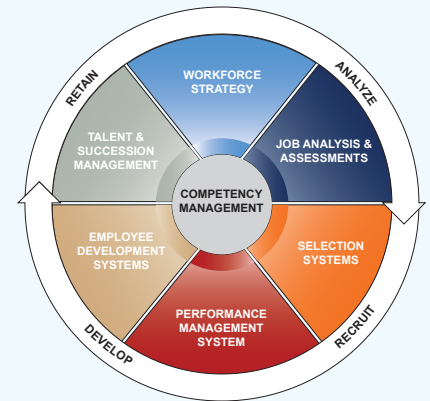 WORKFORCE
STRATEGY
ANALYZE
JOB ANALYSIS &
ASSESSMENTS
SELECTION
SYSTEMS
RECRUIT
PERFORMANCE
MANAGEMENT
SYSTEM
DEVELOP
EMPLOYEE
DEVELOPMENT
SYSTEMS
TALENT &
SUCCESSION
MANAGEMENT
RETAIN
COMPETENCY
MANAGEMENT